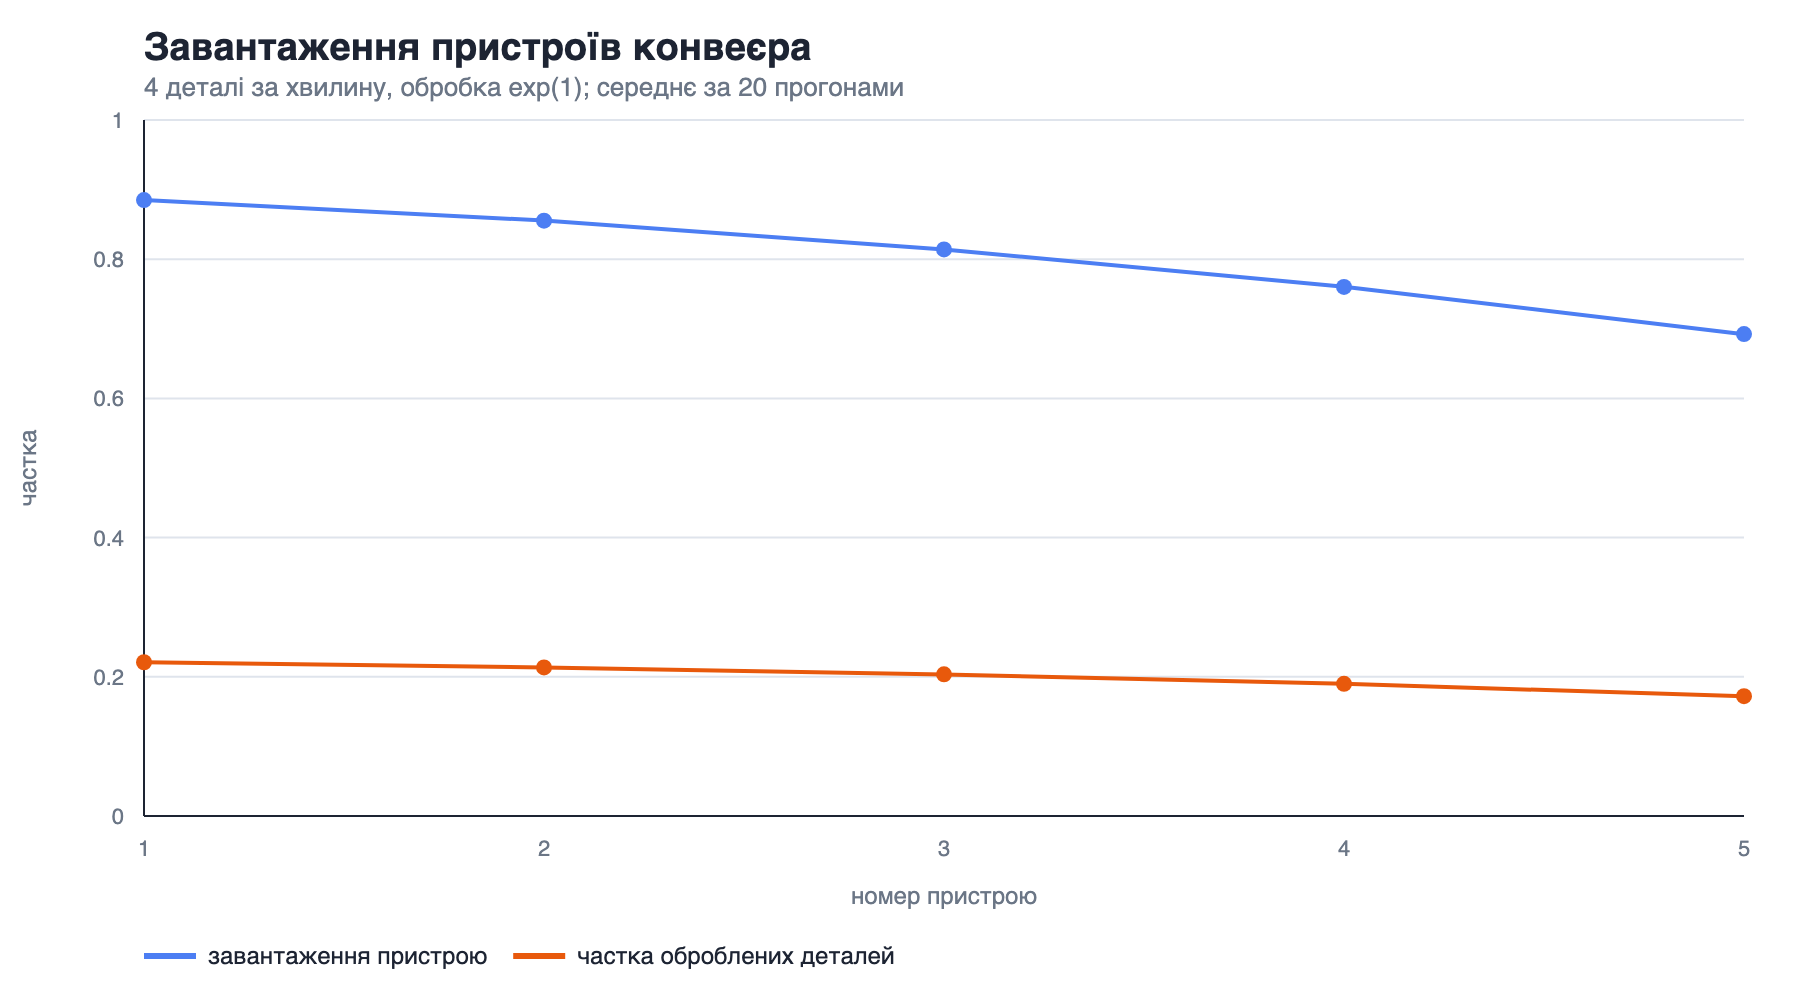 Завантаження пристроїв конвеєра
4 деталі за хвилину, обробка exp(1); середнє за 20 прогонами
1
0.8
0.6
0.4
0.2
0
частка
1 2 3 4 5
номер пристрою
завантаження пристрою частка оброблених деталей